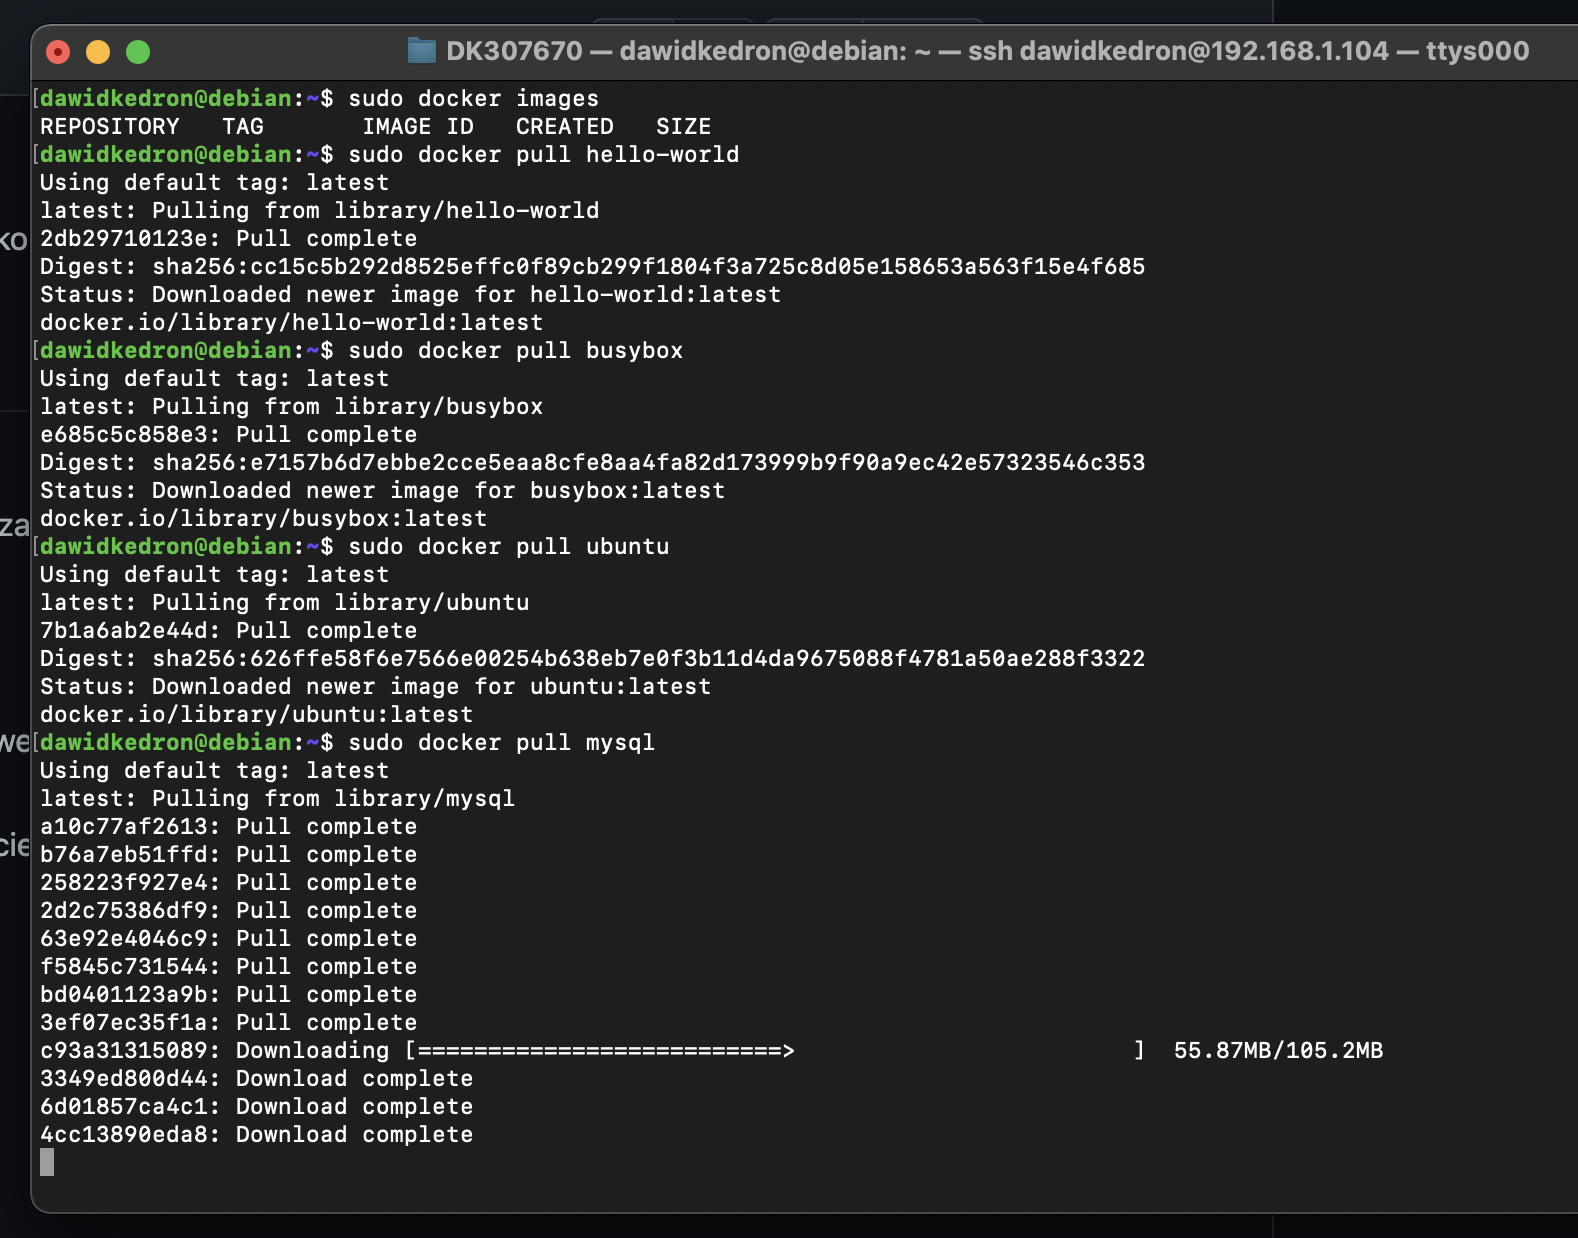 DK307670 — dawidkedron@debian: ~ — ssh dawidkedron@192.168.1.104 — ttys000
[dawidkedron@debian:~$ sudo docker images
REPOSITORY   TAG       IMAGE ID   CREATED   SIZE
[dawidkedron@debian:~$ sudo docker pull hello-world
Using default tag: latest
latest: Pulling from library/hello-world
2db29710123e: Pull complete
Digest: sha256:cc15c5b292d8525effc0f89cb299f1804f3a725c8d05e158653a563f15e4f685
Status: Downloaded newer image for hello-world:latest
docker.io/library/hello-world:latest
[dawidkedron@debian:~$ sudo docker pull busybox
Using default tag: latest
latest: Pulling from library/busybox
e685c5c858e3: Pull complete
Digest: sha256:e7157b6d7ebbe2cce5eaa8cfe8aa4fa82d173999b9f90a9ec42e57323546c353
Status: Downloaded newer image for busybox:latest
docker.io/library/busybox:latest
[dawidkedron@debian:~$ sudo docker pull ubuntu
Using default tag: latest
latest: Pulling from library/ubuntu
7b1a6ab2e44d: Pull complete
Digest: sha256:626ffe58f6e7566e00254b638eb7e0f3b11d4da9675088f4781a50ae288f3322
Status: Downloaded newer image for ubuntu:latest
docker.io/library/ubuntu:latest
[dawidkedron@debian:~$ sudo docker pull mysql
Using default tag: latest
latest: Pulling from library/mysql
a10c77af2613: Pull complete
b76a7eb51ffd: Pull complete
258223f927e4: Pull complete
2d2c75386df9: Pull complete
63e92e4046c9: Pull complete
f5845c731544: Pull complete
bd0401123a9b: Pull complete
3ef07ec35f1a: Pull complete
c93a31315089: Downloading [==========================>                        ]  55.87MB/105.2MB
3349ed800d44: Download complete
6d01857ca4c1: Download complete
4cc13890eda8: Download complete
ko
za
we
cie